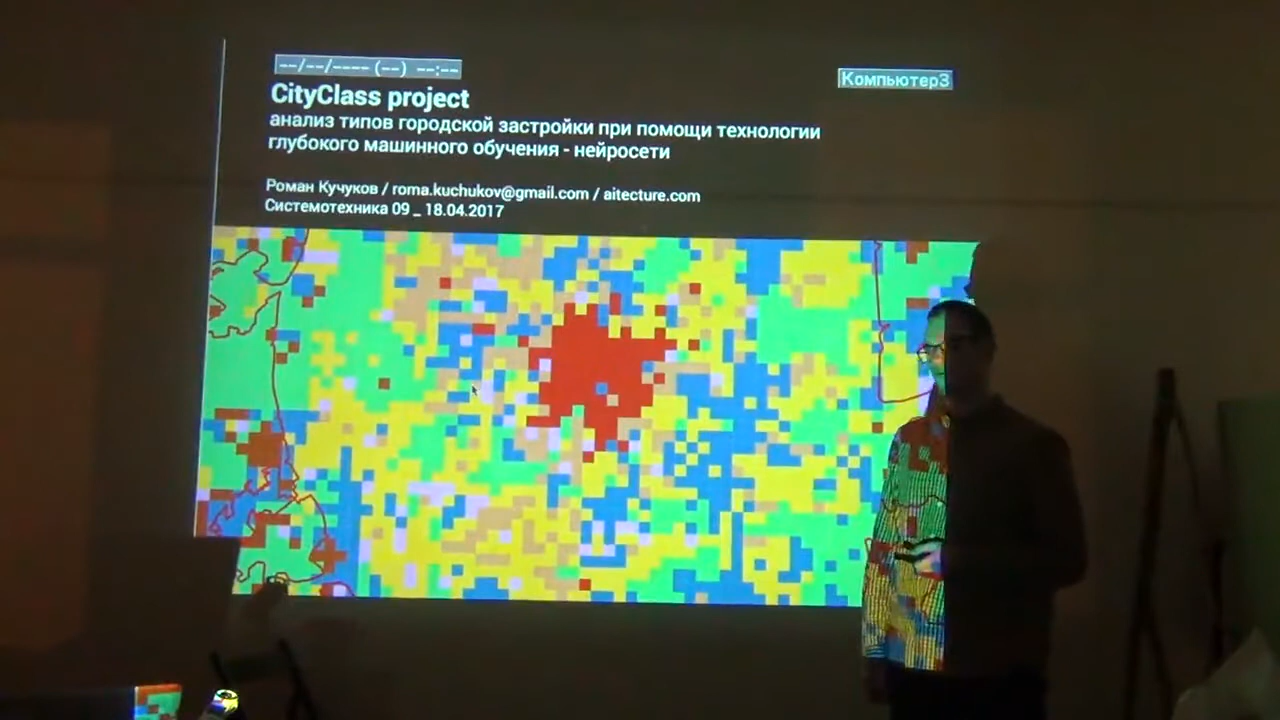 --/--/---- (--) --:--
Компьютер3
CityClass project
анализ типов городской застройки при помощи технологии
глубокого машинного обучения - нейросети
Роман Кучуков / roma.kuchukov@gmail.com / aitecture.com
Системотехника 09 _ 18.04.2017